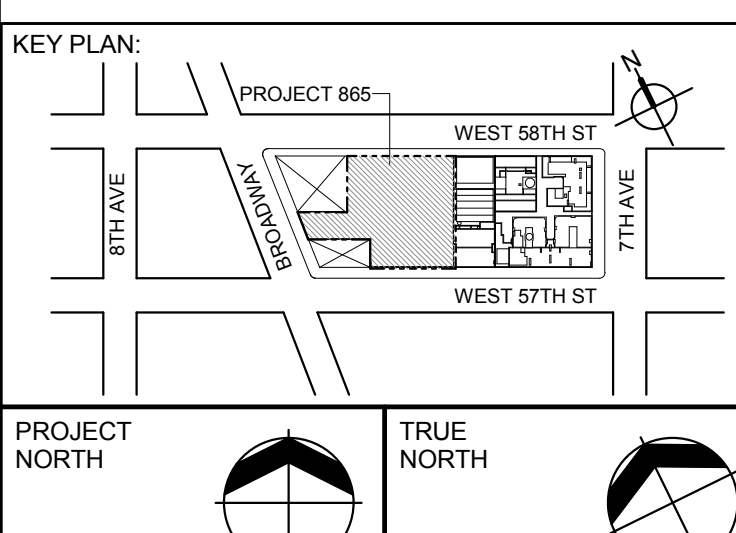 KEY PLAN:
PROJECT 865
N
WEST 58TH ST
8TH AVE
BROADWAY
7TH AVE
WEST 57TH ST
PROJECT
NORTH
TRUE
NORTH